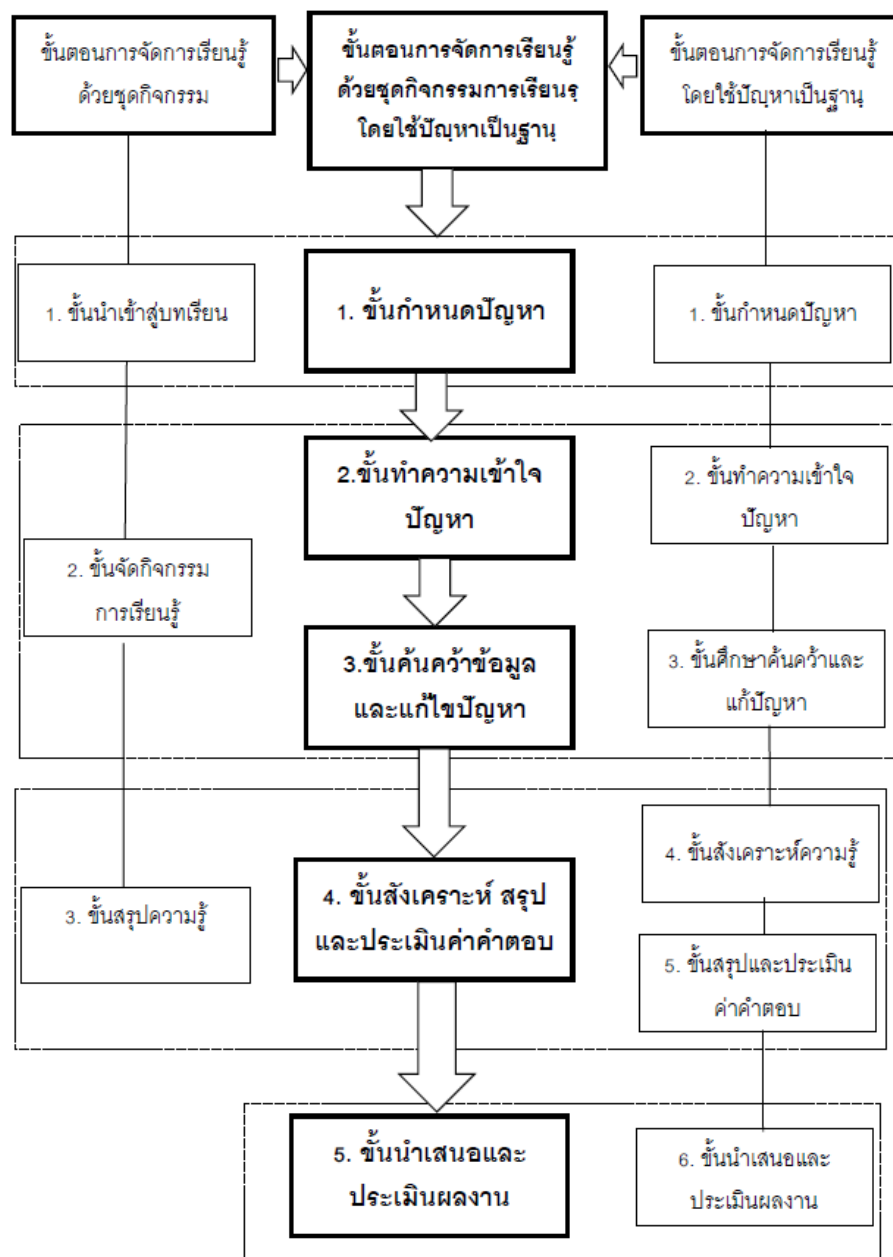 ขั้นตอนการจัดการเรียนรู้
ด้วยชุดกิจกรรม
ขั้นตอนการจัดการเรียนรู้
ด้วยชุดกิจกรรมการเรียนรุ้
โดยใช้ปัญหาเป็นฐาน
ขั้นตอนการจัดการเรียนรู้
โดยใช้ปัญหาเป็นฐาน
1. ขั้นนำเข้าสู่บทเรียน
1. ขั้นกำหนดปัญหา
1. ขั้นกำหนดปัญหา
2.ขั้นทำความเข้าใจ
ปัญหา
2. ขั้นทำความเข้าใจ
ปัญหา
2. ขั้นจัดกิจกรรม
การเรียนรู้
3.ขั้นค้นคว้าข้อมูล
และแก้ไขปัญหา
3. ขั้นศึกษาค้นคว้าและ
แก้ปัญหา
3. ขั้นสรุปความรู้
4. ขั้นสังเคราะห์ สรุป
และประเมินค่าคำตอบ
4. ขั้นสังเคราะห์ความรู้
5. ขั้นสรุปและประเมิน
ค่าคำตอบ
5. ขั้นนำเสนอและ
ประเมินผลงาน
6. ขั้นนำเสนอและ
ประเมินผลงาน